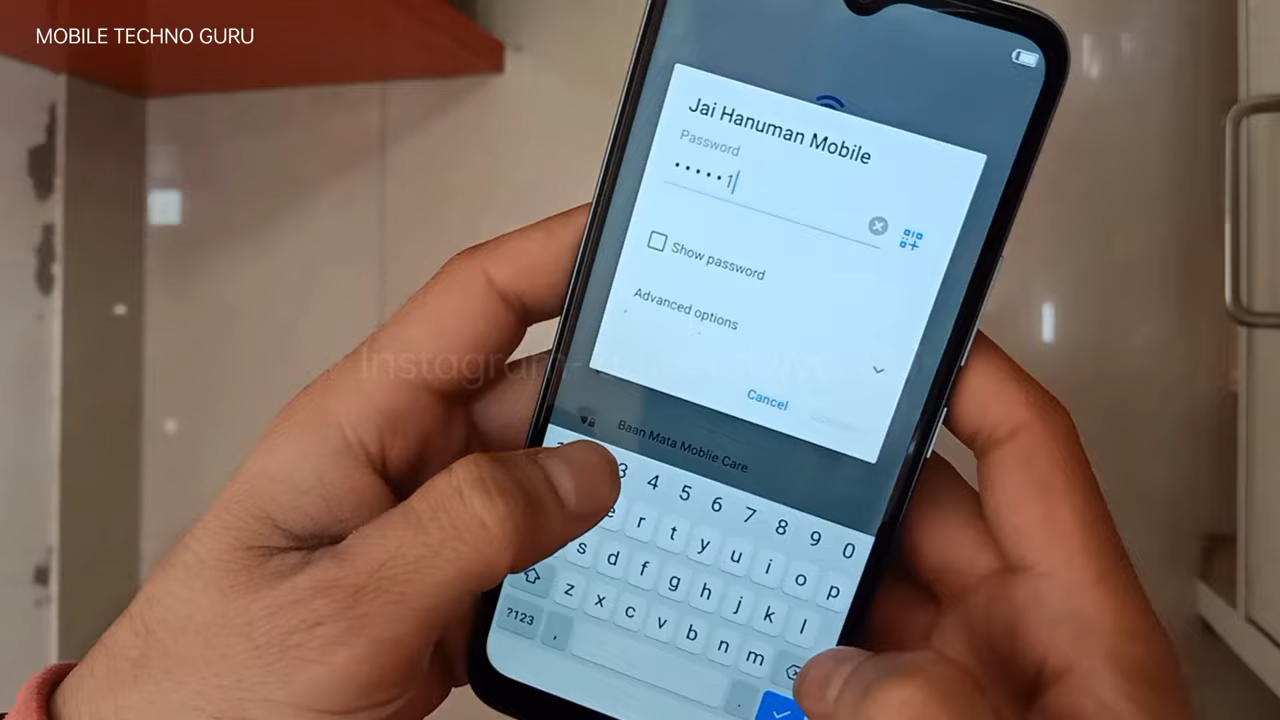 MOBILE TECHNO GURU
Jai Hanuman Mobile
Password
•••••1
Show password
Advanced options
Instagram-
Cancel
Baan Mata Moblie Care
3 4 5 6 7 8 9 0
e r t y u i o p
s d f g h j k l
z x c v b n m
?123 , .